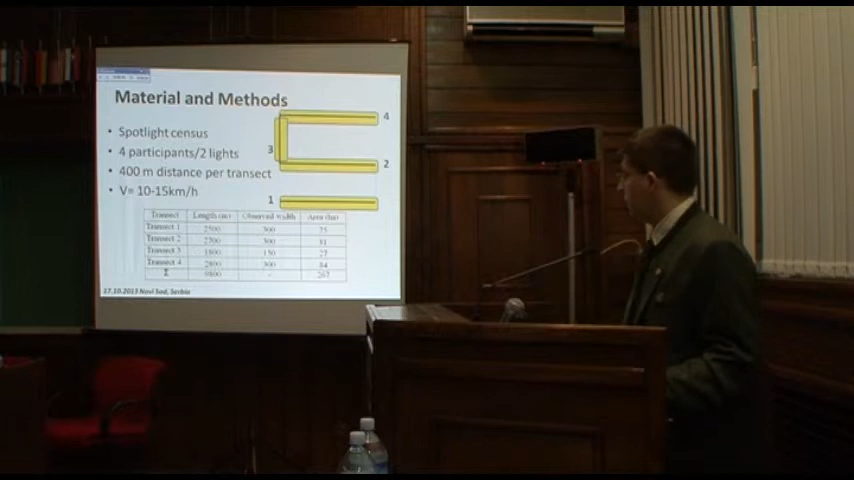 Material and Methods
• Spotlight census
• 4 participants/2 lights
• 400 m distance per transect
• V= 10-15km/h
4
3
2
1
Transect Length (m) Observed width Area (ha)
Transect 1 2500 300 75
Transect 2 300 81
Transect 3 1800 150 27
Transect 4 2800 300 84
Σ 9800 - 267
17.10.2013 Novi Sad, Serbia